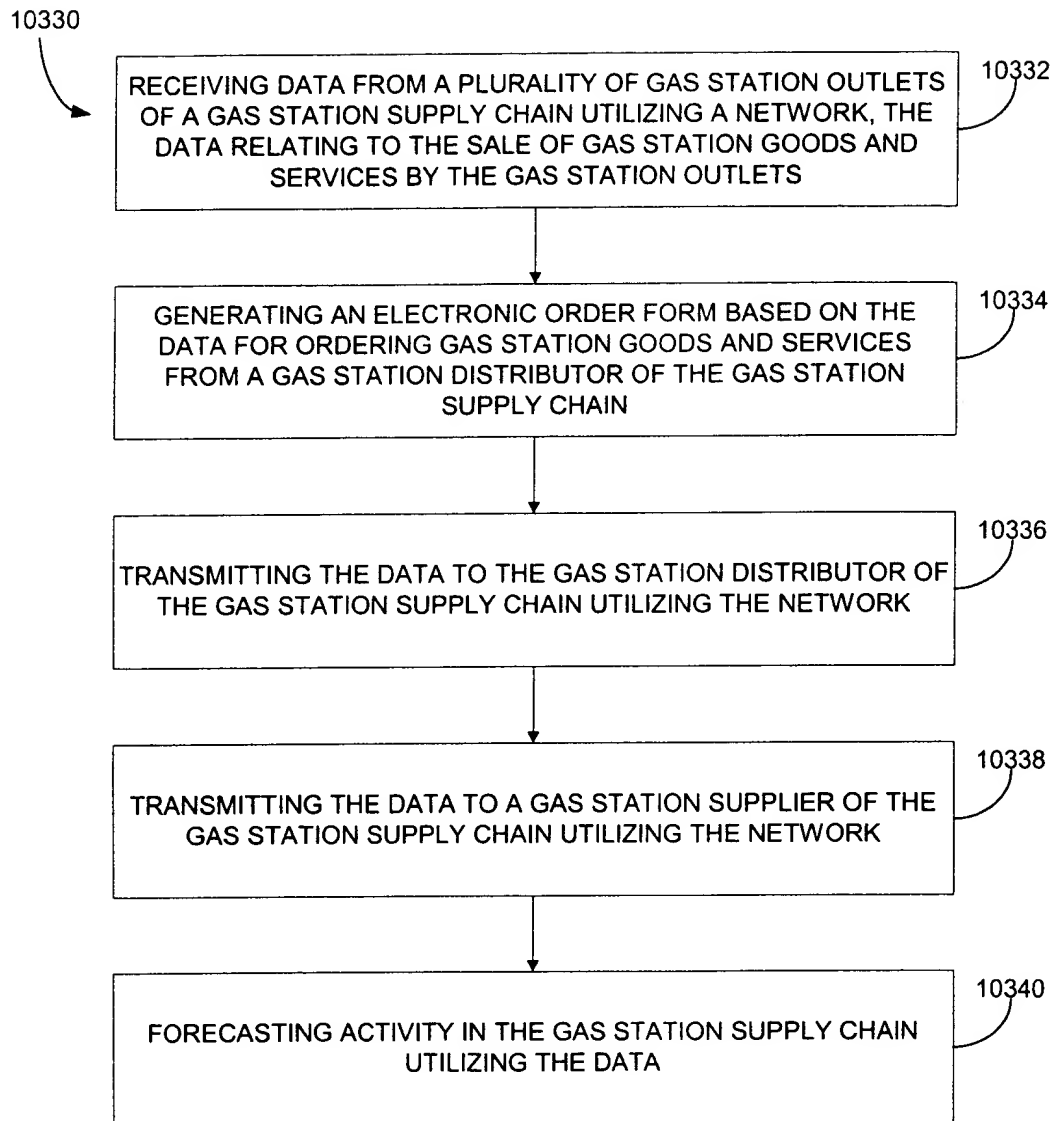 10330
RECEIVING DATA FROM A PLURALITY OF GAS STATION OUTLETS
OF A GAS STATION SUPPLY CHAIN UTILIZING A NETWORK, THE
DATA RELATING TO THE SALE OF GAS STATION GOODS AND
SERVICES BY THE GAS STATION OUTLETS
10332
GENERATING AN ELECTRONIC ORDER FORM BASED ON THE
DATA FOR ORDERING GAS STATION GOODS AND SERVICES
FROM A GAS STATION DISTRIBUTOR OF THE GAS STATION
SUPPLY CHAIN
10334
TRANSMITTING THE DATA TO THE GAS STATION DISTRIBUTOR OF
THE GAS STATION SUPPLY CHAIN UTILIZING THE NETWORK
10336
TRANSMITTING THE DATA TO A GAS STATION SUPPLIER OF THE
GAS STATION SUPPLY CHAIN UTILIZING THE NETWORK
10338
FORECASTING ACTIVITY IN THE GAS STATION SUPPLY CHAIN
UTILIZING THE DATA
10340